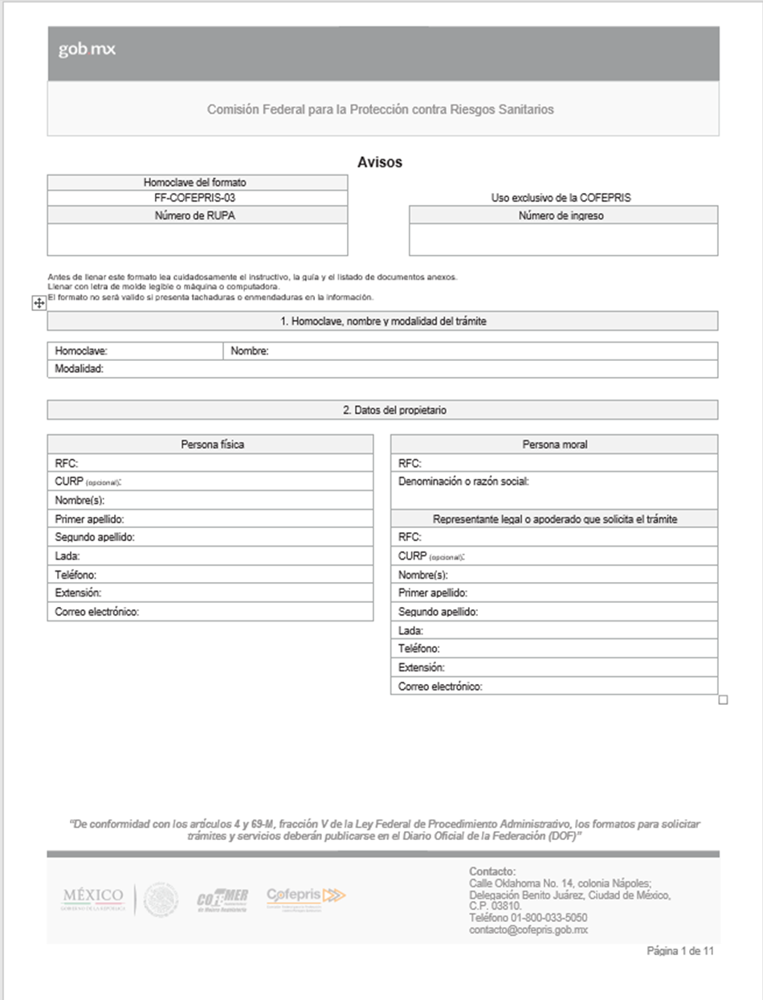 gob mx
Comisión Federal para la Protección contra Riesgos Sanitarios
Avisos
Homoclave del formato
FF-COFEPRIS-03
Número de RUPA
Uso exclusivo de la COFEPRIS
Número de ingreso
Antes de llenar este formato lea cuidadosamente el instructivo, la guía y el listado de documentos anexos.
Llenar con letra de molde legible o máquina o computadora.
El formato no será valido si presenta tachaduras o enmendaduras en la información.
1. Homoclave, nombre y modalidad del trámite
Homoclave:
Nombre:
Modalidad:
2. Datos del propietario
Persona física
RFC:
CURP (opcional):
Nombre(s):
Primer apellido:
Segundo apellido:
Lada:
Teléfono:
Extensión:
Correo electrónico:
Persona moral
RFC:
Denominación o razón social:
Representante legal o apoderado que solicita el trámite
RFC:
CURP (opcional):
Nombre(s):
Primer apellido:
Segundo apellido:
Lada:
Teléfono:
Extensión:
Correo electrónico:
“De conformidad con los artículos 4 y 69-M, fracción V de la Ley Federal de Procedimiento Administrativo, los formatos para solicitar
trámites y servicios deberán publicarse en el Diario Oficial de la Federación (DOF)”
MÉXICO
GOBIERNO DE LA REPÚBLICA
COFEMER
Cofepris
Contacto:
Calle Oklahoma No. 14, colonia Nápoles;
Delegación Benito Juárez, Ciudad de México,
C.P. 03810.
Teléfono 01-800-033-5050
contacto@cofepris.gob.mx
Página 1 de 11